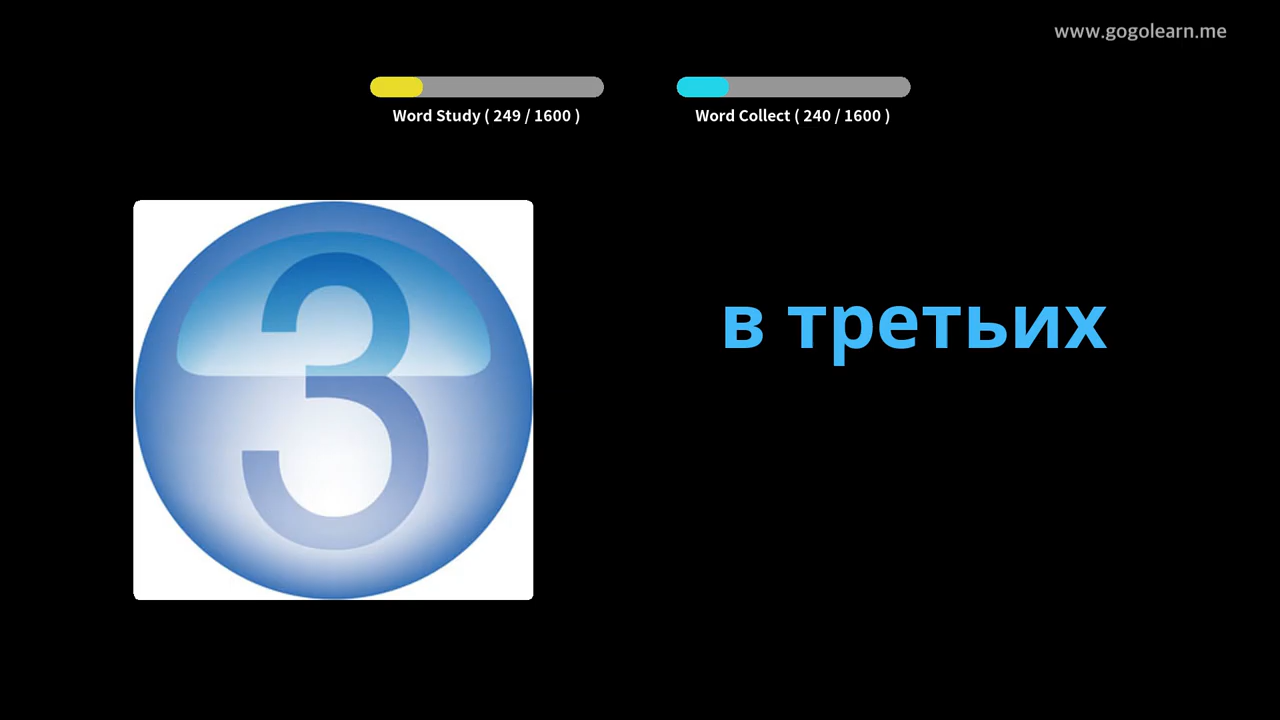 www.gogolearn.me
Word Study ( 249 / 1600 )
Word Collect ( 240 / 1600 )
3
в третьих